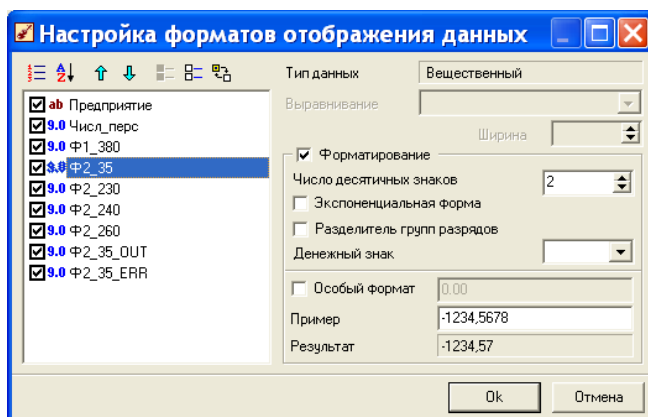 Настройка форматов отображения данных
Тип данных Вещественный
ab Предприятие
9.0 Числ_перс
9.0 Ф1_380
9.0 Ф2_35
9.0 Ф2_230
9.0 Ф2_240
9.0 Ф2_260
9.0 Ф2_35_OUT
9.0 Ф2_35_ERR
Выравнивание
Ширина
Форматирование
Число десятичных знаков 2
Экспоненциальная форма
Разделитель групп разрядов
Денежный знак
Особый формат 0.00
Пример -1234,5678
Результат -1234,57
Ok Отмена